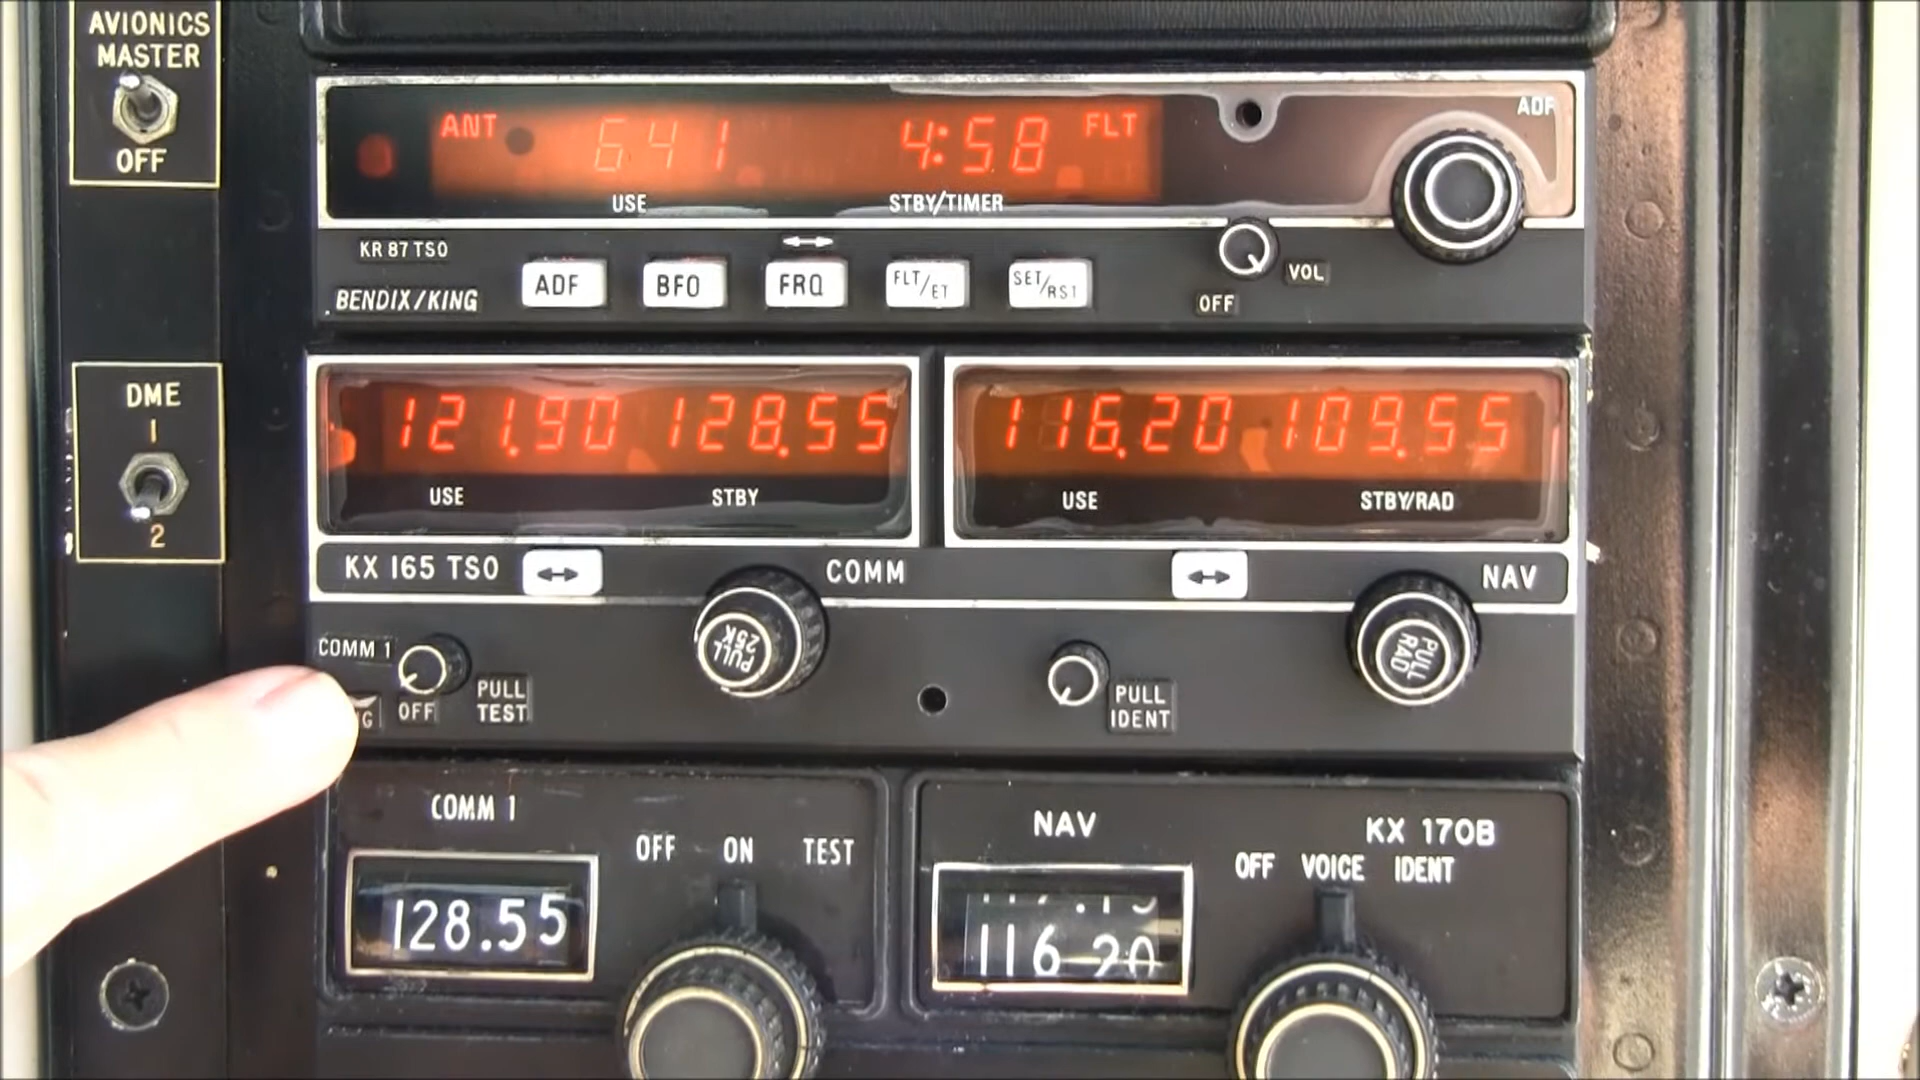 AVIONICS
MASTER
OFF
ANT 641 4:58 FLT
ADF
USE STBY/TIMER
KR 87 TSO
BENDIX/KING
ADF BFO FRQ FLT/ET SET/RST
OFF VOL
DME
1
2
121.90 128.55
USE STBY
116.20 109.55
USE STBY/RAD
KX 165 TSO COMM
NAV
COMM 1
OFF
PULL
TEST
PULL
25K
PULL
IDENT
PULL
RAD
COMM 1
OFF ON TEST
128.55
NAV
KX 170B
OFF VOICE IDENT
116.20